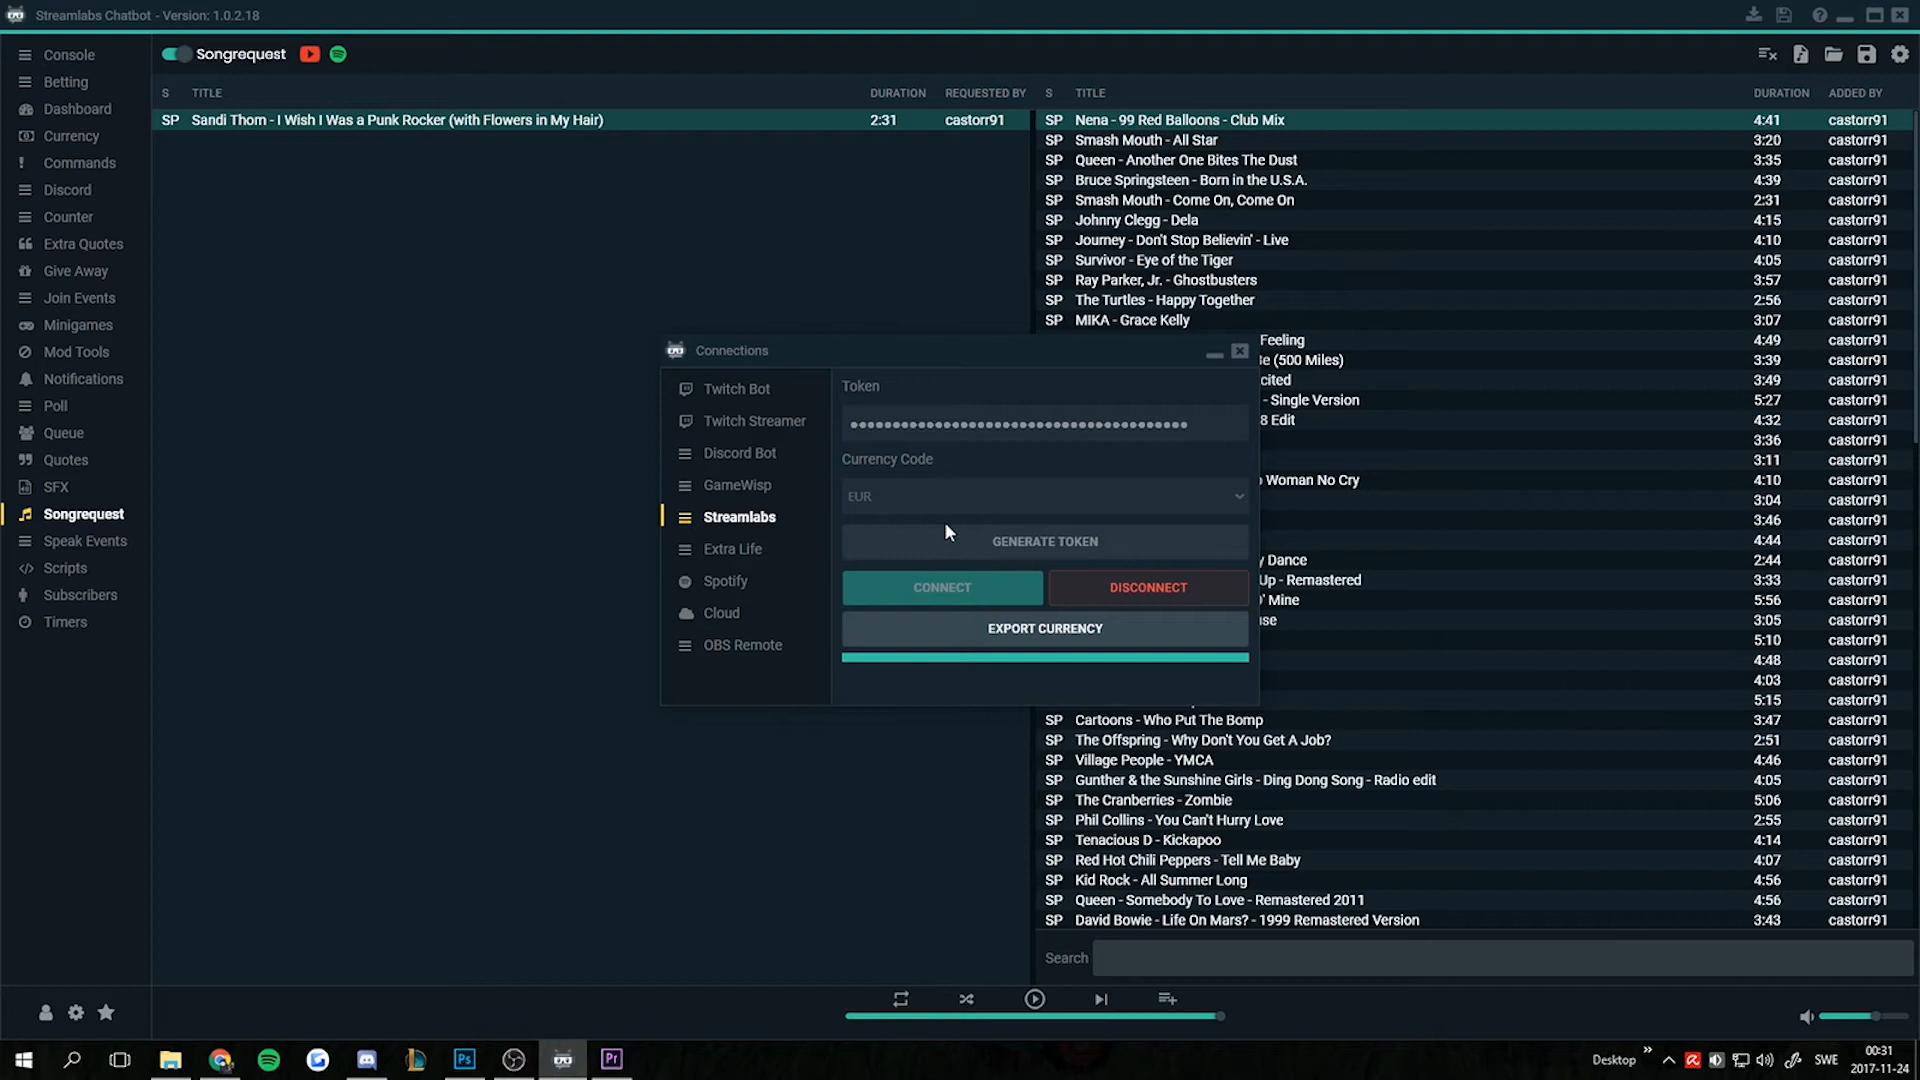 Streamlabs Chatbot - Version: 1.0.2.18
Console
Betting
Dashboard
Currency
Commands
Discord
Counter
Extra Quotes
Give Away
Join Events
Minigames
Mod Tools
Notifications
Poll
Queue
Quotes
SFX
Songrequest
Speak Events
Scripts
Subscribers
Timers
Songrequest
S TITLE DURATION REQUESTED BY
SP Sandi Thom - I Wish I Was a Punk Rocker (with Flowers in My Hair) 2:31 castorr91
S TITLE DURATION ADDED BY
SP Nena - 99 Red Balloons - Club Mix 4:41 castorr91
SP Smash Mouth - All Star 3:20 castorr91
SP Queen - Another One Bites The Dust 3:35 castorr91
SP Bruce Springsteen - Born in the U.S.A. 4:39 castorr91
SP Smash Mouth - Come On, Come On 2:31 castorr91
SP Johnny Clegg - Dela 4:15 castorr91
SP Journey - Don't Stop Believin' - Live 4:10 castorr91
SP Survivor - Eye of the Tiger 4:05 castorr91
SP Ray Parker, Jr. - Ghostbusters 3:57 castorr91
SP The Turtles - Happy Together 2:56 castorr91
SP MIKA - Grace Kelly 3:07 castorr91
Feeling 4:49 castorr91
(500 Miles) 3:39 castorr91
cited 3:49 castorr91
- Single Version 5:27 castorr91
8 Edit 4:32 castorr91
3:36 castorr91
3:11 castorr91
Woman No Cry 4:10 castorr91
3:04 castorr91
3:46 castorr91
4:44 castorr91
y Dance 2:44 castorr91
Up - Remastered 3:33 castorr91
' Mine 5:56 castorr91
se 3:05 castorr91
5:10 castorr91
4:48 castorr91
4:03 castorr91
5:15 castorr91
SP Cartoons - Who Put The Bomp 3:47 castorr91
SP The Offspring - Why Don't You Get A Job? 2:51 castorr91
SP Village People - YMCA 4:46 castorr91
SP Gunther & the Sunshine Girls - Ding Dong Song - Radio edit 4:05 castorr91
SP The Cranberries - Zombie 5:06 castorr91
SP Phil Collins - You Can't Hurry Love 2:55 castorr91
SP Tenacious D - Kickapoo 4:14 castorr91
SP Red Hot Chili Peppers - Tell Me Baby 4:07 castorr91
SP Kid Rock - All Summer Long 4:56 castorr91
SP Queen - Somebody To Love - Remastered 2011 4:56 castorr91
SP David Bowie - Life On Mars? - 1999 Remastered Version 3:43 castorr91
Search
Connections
Twitch Bot
Twitch Streamer
Discord Bot
GameWisp
Streamlabs
Extra Life
Spotify
Cloud
OBS Remote
Token
Currency Code
EUR
GENERATE TOKEN
CONNECT DISCONNECT
EXPORT CURRENCY
Ps
Pr
Desktop
SWE
00:31
2017-11-24